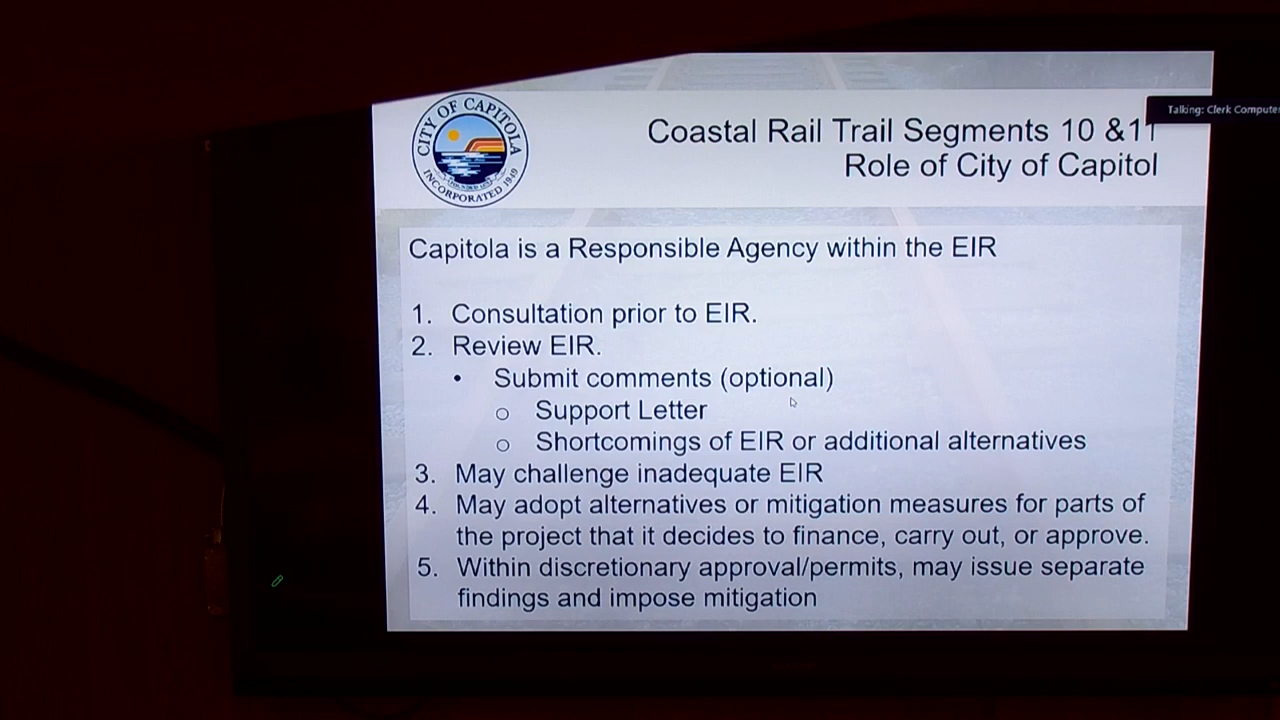 Talking: Clerk Compute
CITY OF CAPITOLA
INCORPORATED 1949
Coastal Rail Trail Segments 10 &11
Role of City of Capitol
Capitola is a Responsible Agency within the EIR
1. Consultation prior to EIR.
2. Review EIR.
• Submit comments (optional)
o Support Letter
o Shortcomings of EIR or additional alternatives
3. May challenge inadequate EIR
4. May adopt alternatives or mitigation measures for parts of
the project that it decides to finance, carry out, or approve.
5. Within discretionary approval/permits, may issue separate
findings and impose mitigation